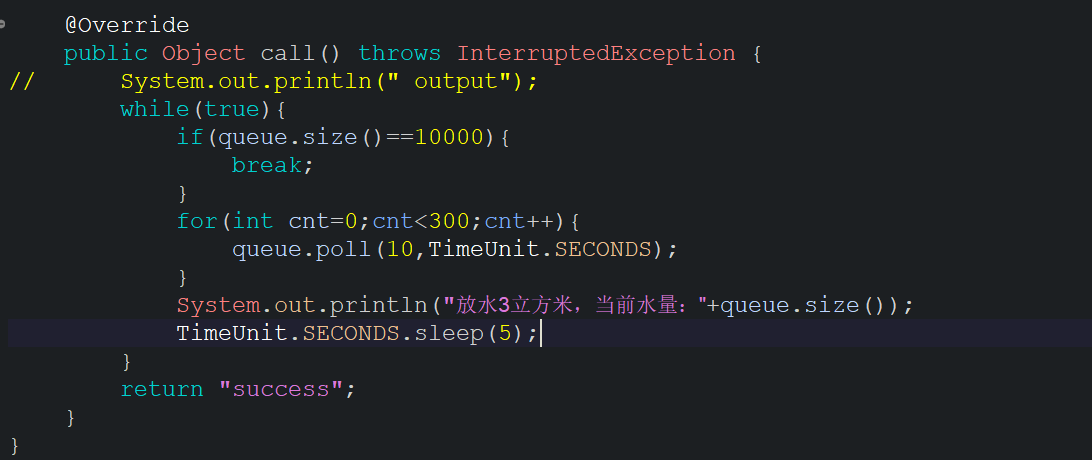 @Override
public Object call() throws InterruptedException {
//      System.out.println(" output");
while(true){
if(queue.size()==10000){
break;
}
for(int cnt=0;cnt<300;cnt++){
queue.poll(10,TimeUnit.SECONDS);
}
System.out.println("放水3立方米，当前水量："+queue.size());
TimeUnit.SECONDS.sleep(5);
}
return "success";
}
}